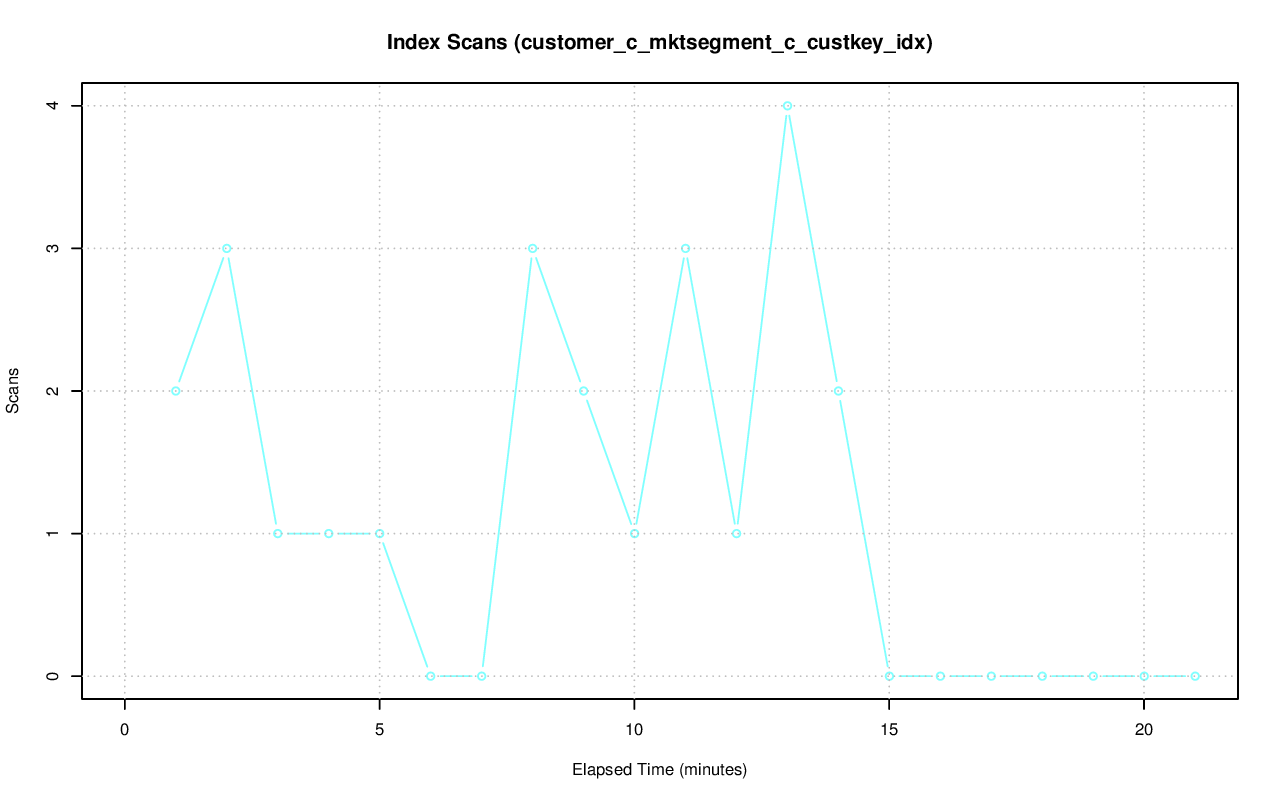 Index Scans (customer_c_mktsegment_c_custkey_idx)
4
3
2
1
0
Scans
0 5 10 15 20
Elapsed Time (minutes)